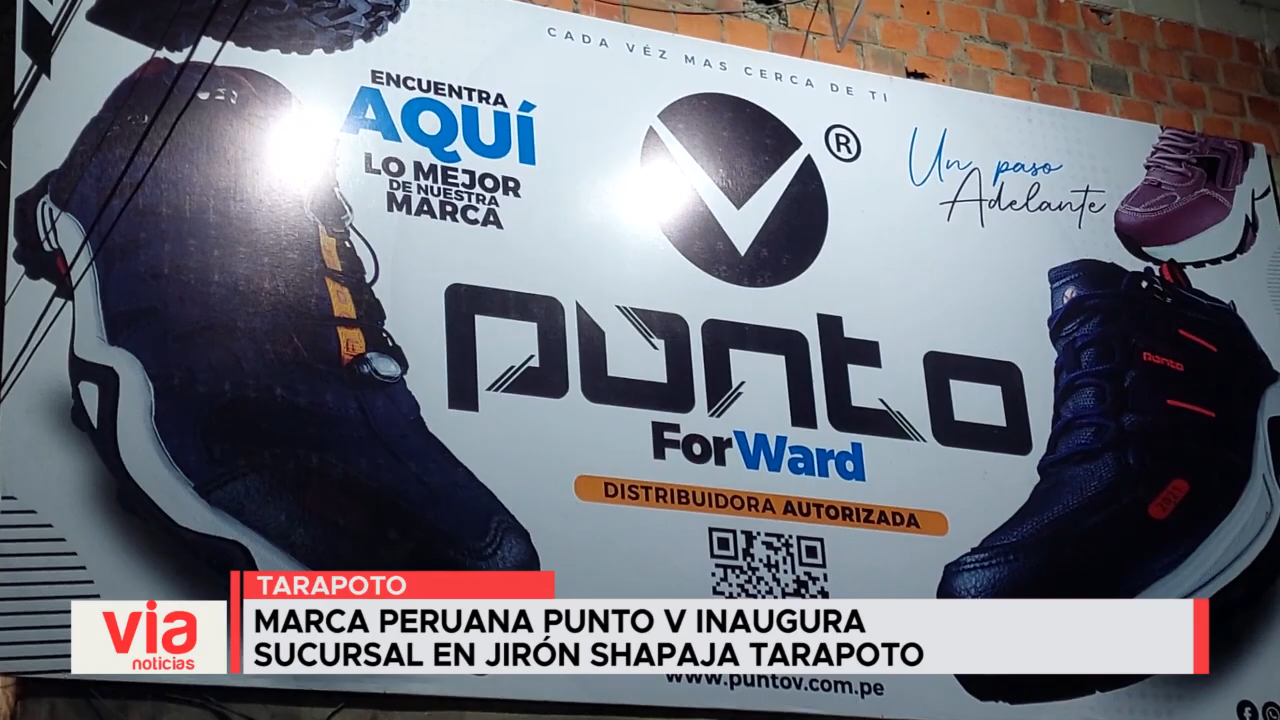 CADA VÉZ MAS CERCA DE TI
ENCUENTRA
AQUÍ
LO MEJOR
DE NUESTRA
MARCA
®
Un paso
Adelante
punto
ForWard
DISTRIBUIDORA AUTORIZADA
punto
2021
TARAPOTO
via
noticias
MARCA PERUANA PUNTO V INAUGURA
SUCURSAL EN JIRÓN SHAPAJA TARAPOTO
www.puntov.com.pe